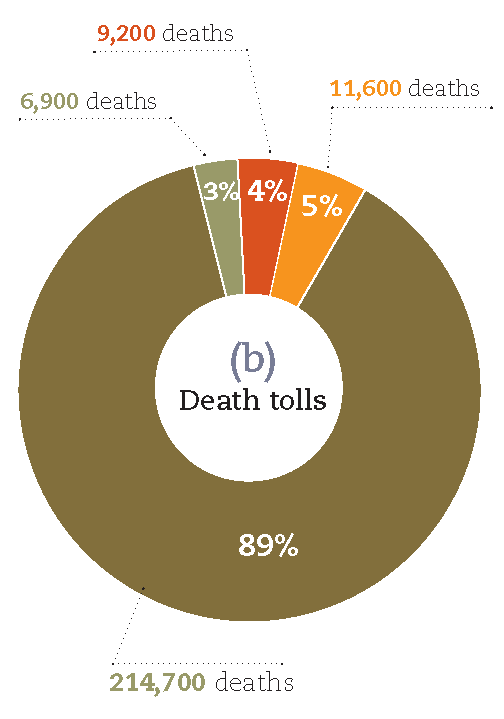 9,200 deaths
11,600 deaths
6,900 deaths
3%
4%
5%
(b)
Death tolls
89%
214,700 deaths